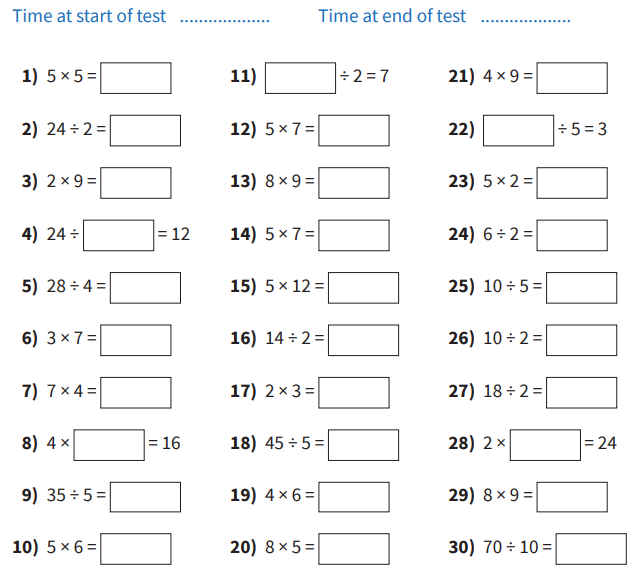 Time at start of test ................... Time at end of test ...................
1) 5 × 5 =
2) 24 ÷ 2 =
3) 2 × 9 =
4) 24 ÷ = 12
5) 28 ÷ 4 =
6) 3 × 7 =
7) 7 × 4 =
8) 4 × = 16
9) 35 ÷ 5 =
10) 5 × 6 =
11) ÷ 2 = 7
12) 5 × 7 =
13) 8 × 9 =
14) 5 × 7 =
15) 5 × 12 =
16) 14 ÷ 2 =
17) 2 × 3 =
18) 45 ÷ 5 =
19) 4 × 6 =
20) 8 × 5 =
21) 4 × 9 =
22) ÷ 5 = 3
23) 5 × 2 =
24) 6 ÷ 2 =
25) 10 ÷ 5 =
26) 10 ÷ 2 =
27) 18 ÷ 2 =
28) 2 × = 24
29) 8 × 9 =
30) 70 ÷ 10 =